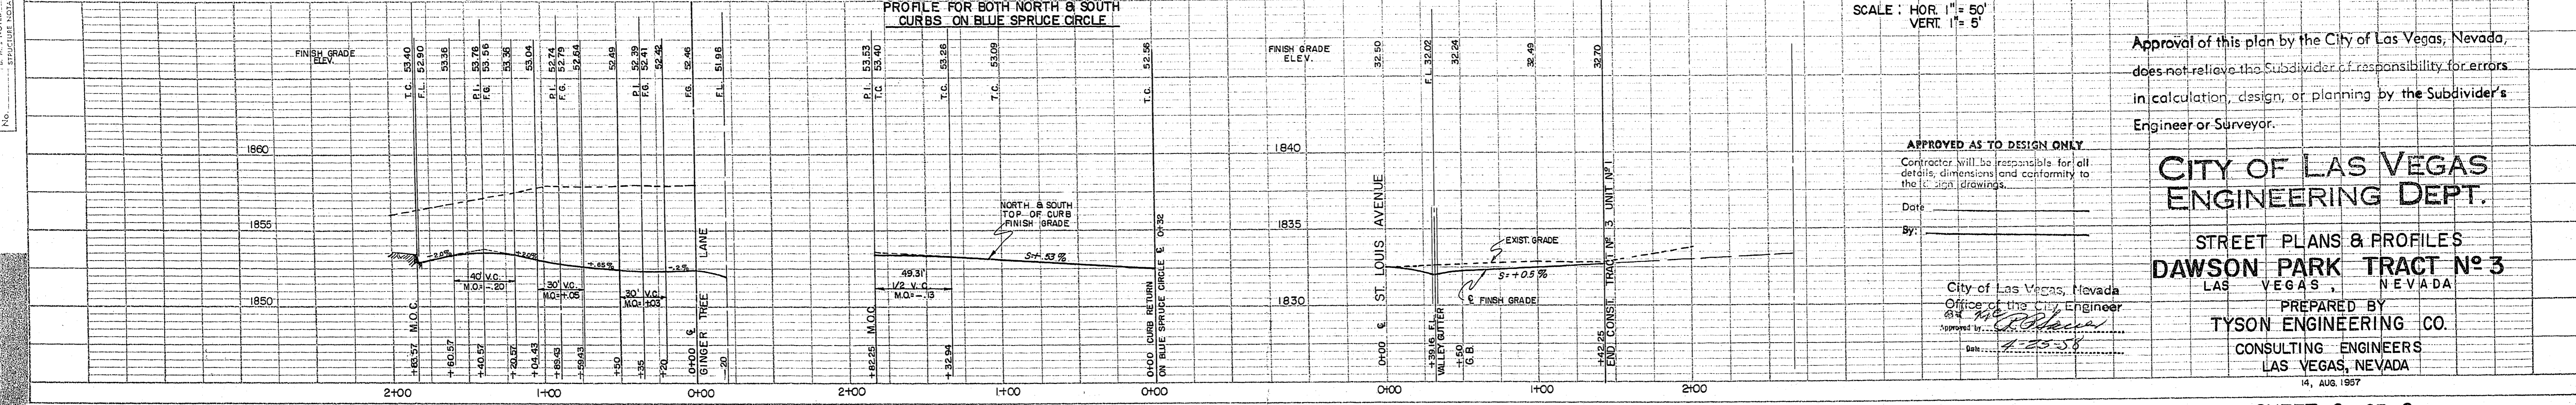 No.
STRUCTURE NOTA
PROFILE FOR BOTH NORTH & SOUTH
CURBS ON BLUE SPRUCE CIRCLE
SCALE : HOR. 1" = 50'
VERT. 1" = 5'
FINISH GRADE
ELEV.
T.C. 53.40
F.L. 52.90
53.36
P.I. 53.76
F.G. 53.56
53.36
53.04
P.I. 52.74
F.G. 52.79
52.64
52.49
P.I. 52.39
F.G. 52.41
52.42
F.G. 52.46
F.L. 51.96
P.I. 53.53
T.C. 53.40
T.C. 53.26
T.C. 53.09
T.C. 52.56
FINISH GRADE
ELEV.
32.50
F.L. 32.02
32.24
32.49
32.70
1860
1855
1850
1840
1835
1830
-2.0%
+2.0%
+.65%
-.2%
40' V.C.
M.O.= -.20
30' V.C.
M.O.= +.05
30' V.C.
M.O.= +.03
49.31'
1/2 V.C.
M.O.= -.13
NORTH & SOUTH
TOP OF CURB
FINISH GRADE
S=+.53%
EXIST. GRADE
S=+0.5%
℄ FINISH GRADE
+83.57 M.O.C.
+60.57
+40.57
+20.57
+04.43
+89.43
+59.43
+50
+35
+20
0+00 ℄
GINGER TREE LANE
-20
+82.25 M.O.C.
+32.94
0+00 CURB RETURN
ON BLUE SPRUCE CIRCLE ℄ 0+32
0+00 ℄ ST. LOUIS AVENUE
+39.16 F.L.
VALLEY GUTTER
+50
G.B.
+42.25
END CONST. TRACT Nº 3 UNIT Nº 1
2+00
1+00
0+00
2+00
1+00
0+00
0+00
1+00
2+00
Approval of this plan by the City of Las Vegas, Nevada,
does not relieve the Subdivider of responsibility for errors
in calculation, design, or planning by the Subdivider's
Engineer or Surveyor.
APPROVED AS TO DESIGN ONLY
Contractor will be responsible for all
details, dimensions and conformity to
the design drawings.
Date
By:
City of Las Vegas, Nevada
Office of the City Engineer
Approved by
Date 4-25-58
CITY OF LAS VEGAS
ENGINEERING DEPT.
STREET PLANS & PROFILES
DAWSON PARK TRACT Nº 3
LAS VEGAS, NEVADA
PREPARED BY
TYSON ENGINEERING CO.
CONSULTING ENGINEERS
LAS VEGAS, NEVADA
14, AUG. 1957